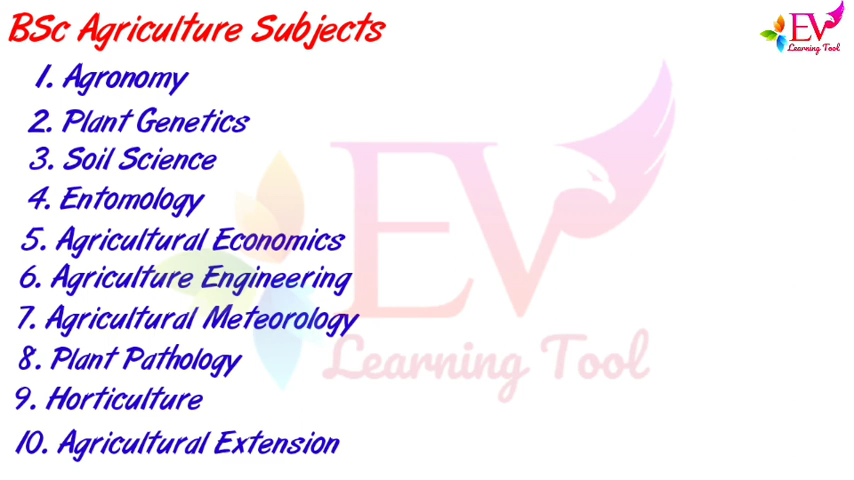 BSc Agriculture Subjects
EV
Learning Tool
1. Agronomy
2. Plant Genetics
3. Soil Science
4. Entomology
5. Agricultural Economics
6. Agriculture Engineering
7. Agricultural Meteorology
8. Plant Pathology
9. Horticulture
10. Agricultural Extension
EV
Learning Tool